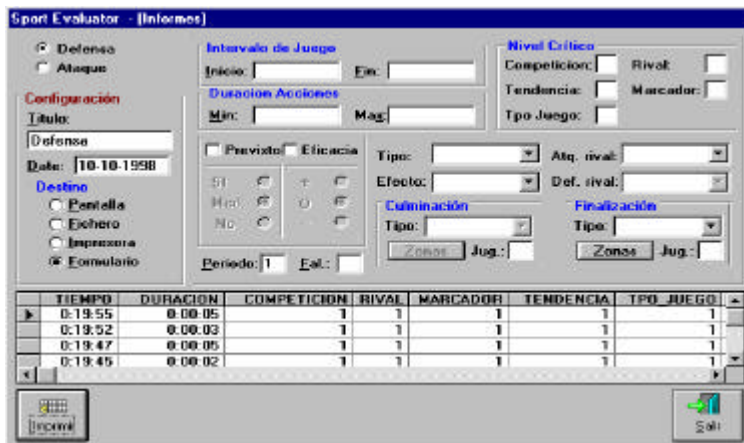 Sport Evaluator - [Informes]
Defensa
Ataque
Configuración
Título:
Defensa
Date: 10-10-1998
Destino
Pantalla
Fichero
Impresora
Formulario
Intervalo de Juego
Inicio: Fin:
Duracion Acciones
Min: Max:
Nivel Crítico
Competicion: Rival:
Tendencia: Marcador:
Tpo Juego:
Previsto Eficacia
Si +
Med. 0
No -
Periodo: 1
Tipo: Atq. rival:
Efecto: Def. rival:
Culminación
Tipo:
Zonas Jug.:
Finalización
Tipo:
Zonas Jug.:
TIEMPO DURACION COMPETICION RIVAL MARCADOR TENDENCIA TPO_JUEGO
0:19:55 0:00:05 1 1 1 1 1
0:19:52 0:00:03 1 1 1 1 1
0:19:47 0:00:05 1 1 1 1 1
0:19:45 0:00:02 1 1 1 1 1
Imprimir
Salir